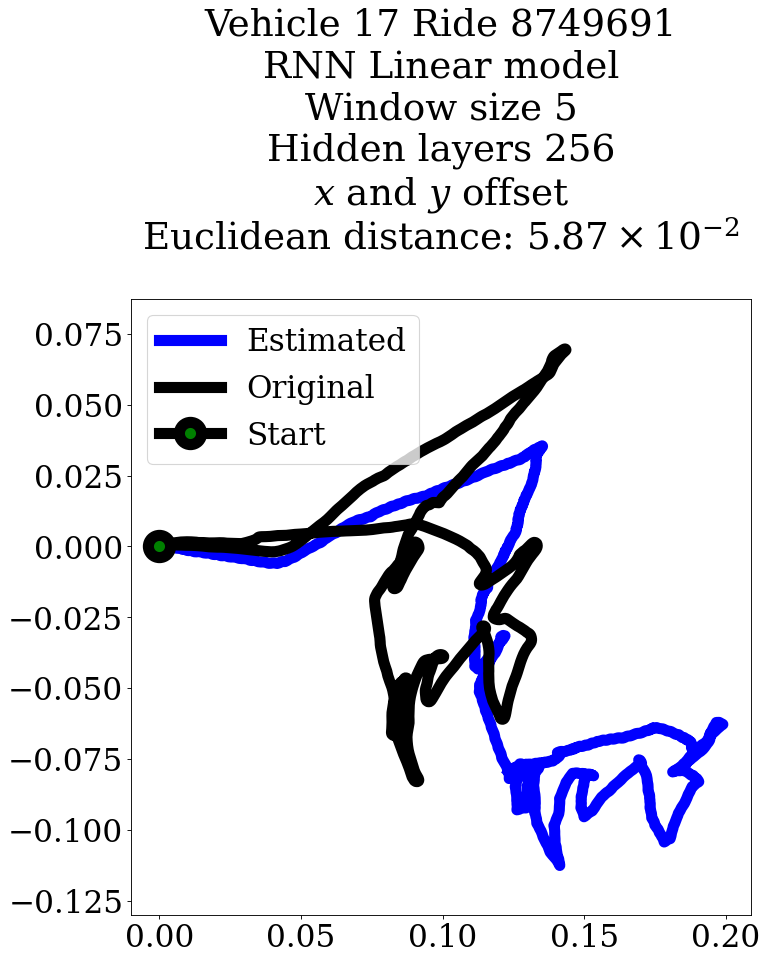 Vehicle 17 Ride 8749691
RNN Linear model
Window size 5
Hidden layers 256
x and y offset
Euclidean distance: 5.87 × 10⁻²
Estimated
Original
Start
0.075
0.050
0.025
0.000
−0.025
−0.050
−0.075
−0.100
−0.125
0.00 0.05 0.10 0.15 0.20